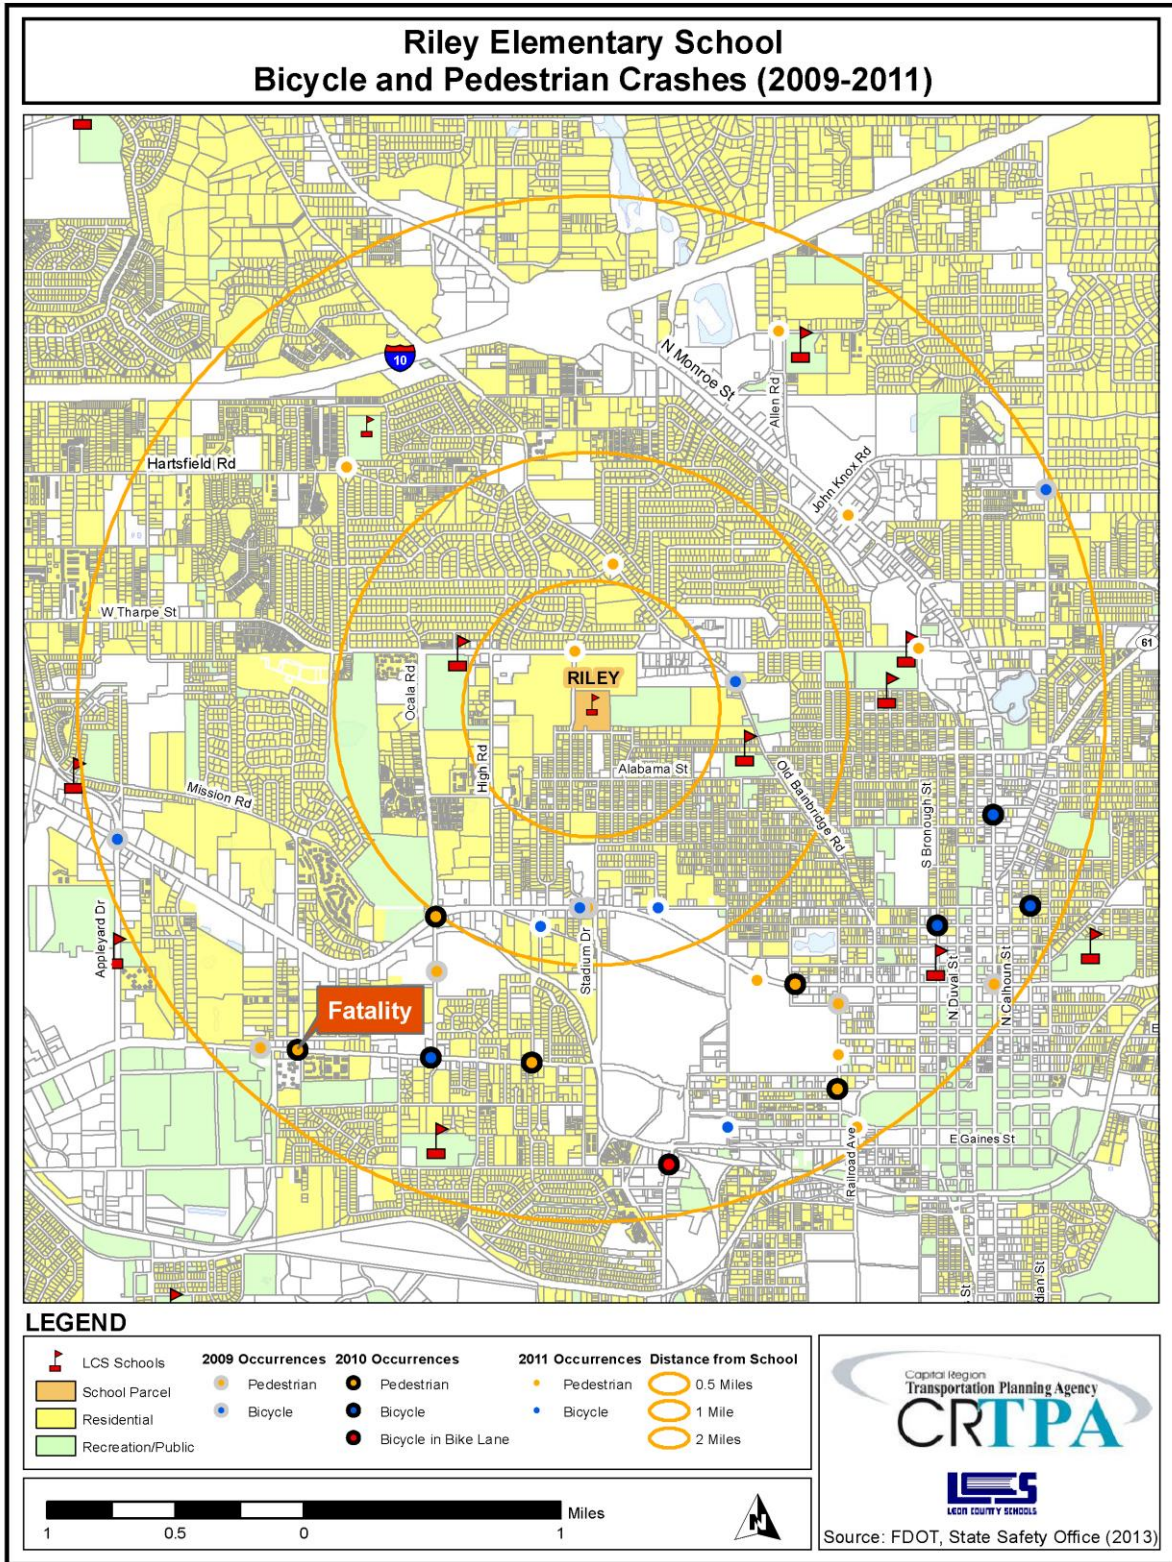 Riley Elementary School
Bicycle and Pedestrian Crashes (2009-2011)
10
N Monroe St
Allen Rd
Hartsfield Rd
John Knox Rd
W Tharpe St
61
RILEY
Ocala Rd
High Rd
Alabama St
Mission Rd
Old Bainbridge Rd
S Bronough St
Appleyard Dr
Stadium Dr
N Duval St
N Calhoun St
Fatality
E
E Gaines St
Railroad Ave
s St
dian St
LEGEND
LCS Schools
School Parcel
Residential
Recreation/Public
2009 Occurrences
Pedestrian
Bicycle
2010 Occurrences
Pedestrian
Bicycle
Bicycle in Bike Lane
2011 Occurrences
Pedestrian
Bicycle
Distance from School
0.5 Miles
1 Mile
2 Miles
1 0.5 0 1 Miles
N
Capital Region
Transportation Planning Agency
CRTPA
LCS
LEON COUNTY SCHOOLS
Source: FDOT, State Safety Office (2013)